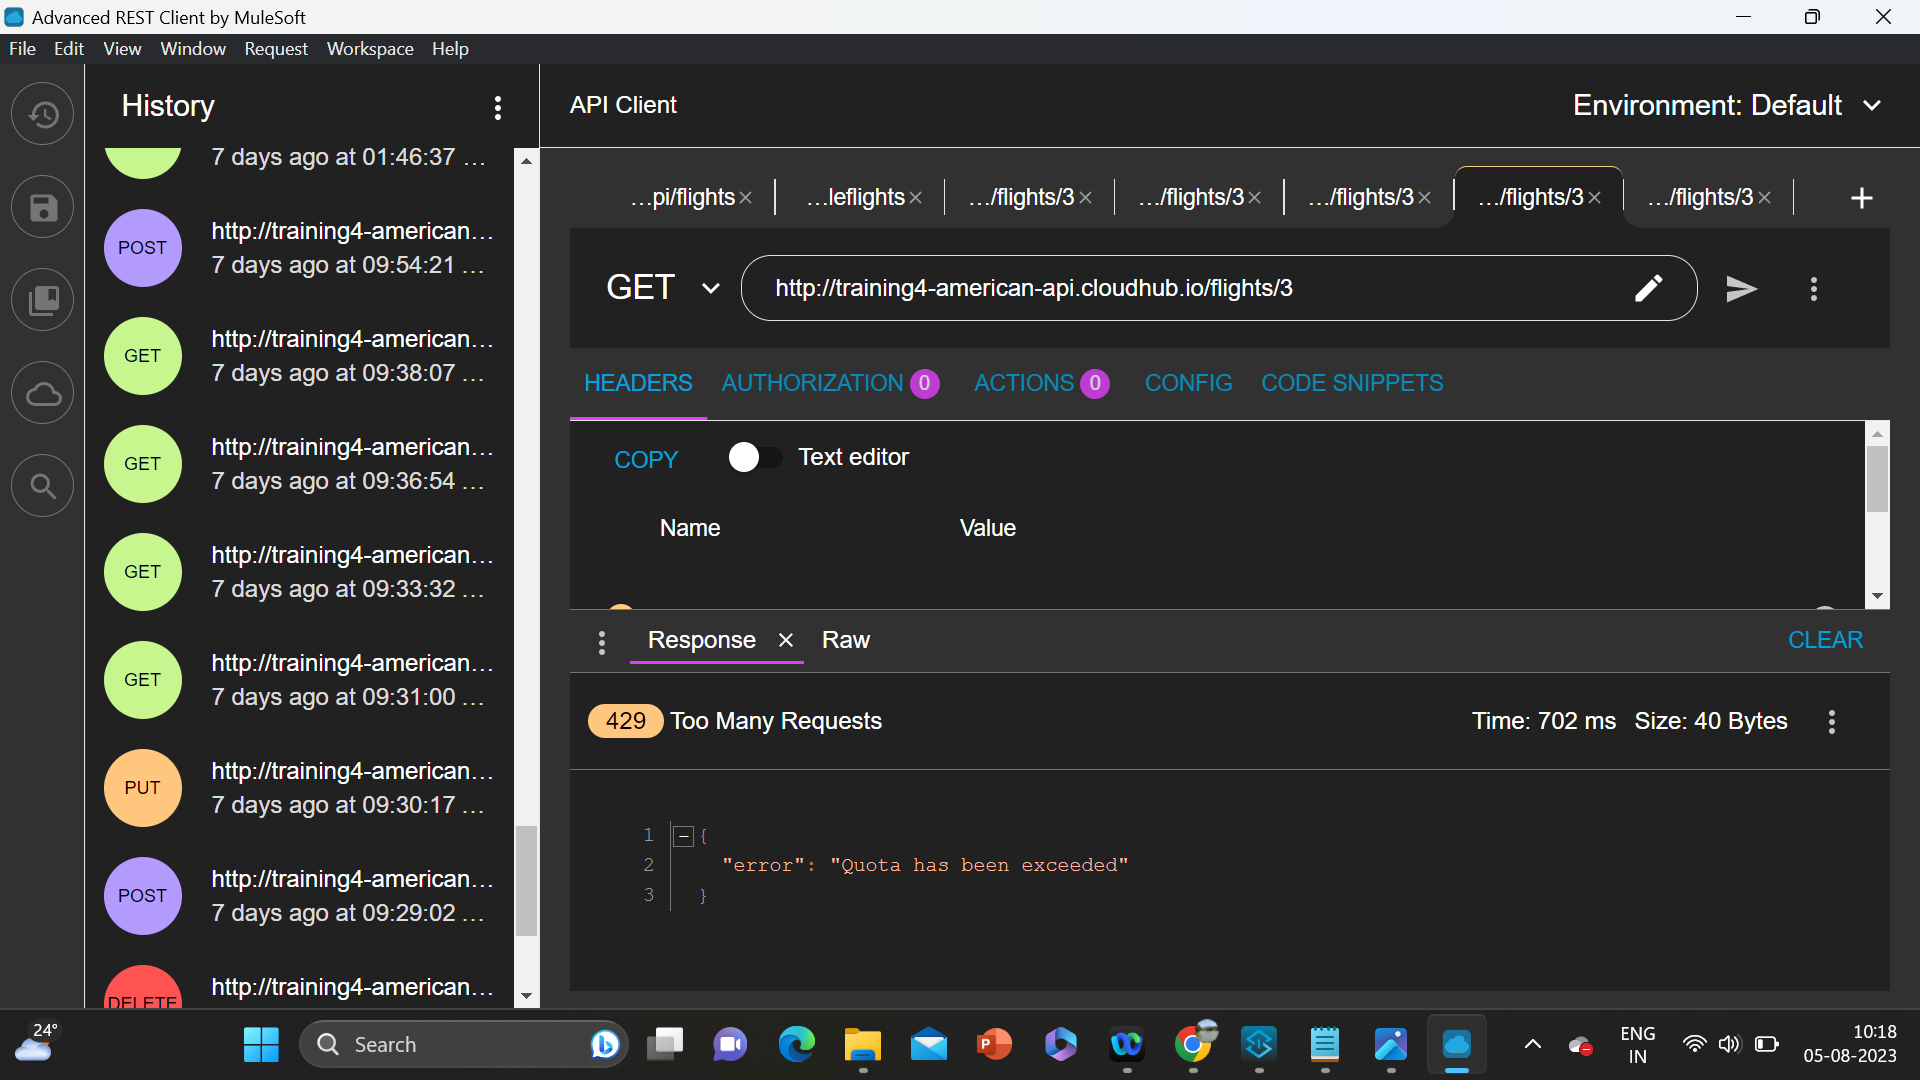 Advanced REST Client by MuleSoft
File Edit View Window Request Workspace Help
History
API Client
Environment: Default
7 days ago at 01:46:37 ...
POST http://training4-american...
7 days ago at 09:54:21 ...
GET http://training4-american...
7 days ago at 09:38:07 ...
GET http://training4-american...
7 days ago at 09:36:54 ...
GET http://training4-american...
7 days ago at 09:33:32 ...
GET http://training4-american...
7 days ago at 09:31:00 ...
PUT http://training4-american...
7 days ago at 09:30:17 ...
POST http://training4-american...
7 days ago at 09:29:02 ...
DELETE http://training4-american...
...pi/flights ...leflights .../flights/3 .../flights/3 .../flights/3 .../flights/3 .../flights/3
GET http://training4-american-api.cloudhub.io/flights/3
HEADERS AUTHORIZATION 0 ACTIONS 0 CONFIG CODE SNIPPETS
COPY Text editor
Name Value
Response Raw CLEAR
429 Too Many Requests Time: 702 ms Size: 40 Bytes
1 {
2 "error": "Quota has been exceeded"
3 }
24°
Search
ENG
IN
10:18
05-08-2023